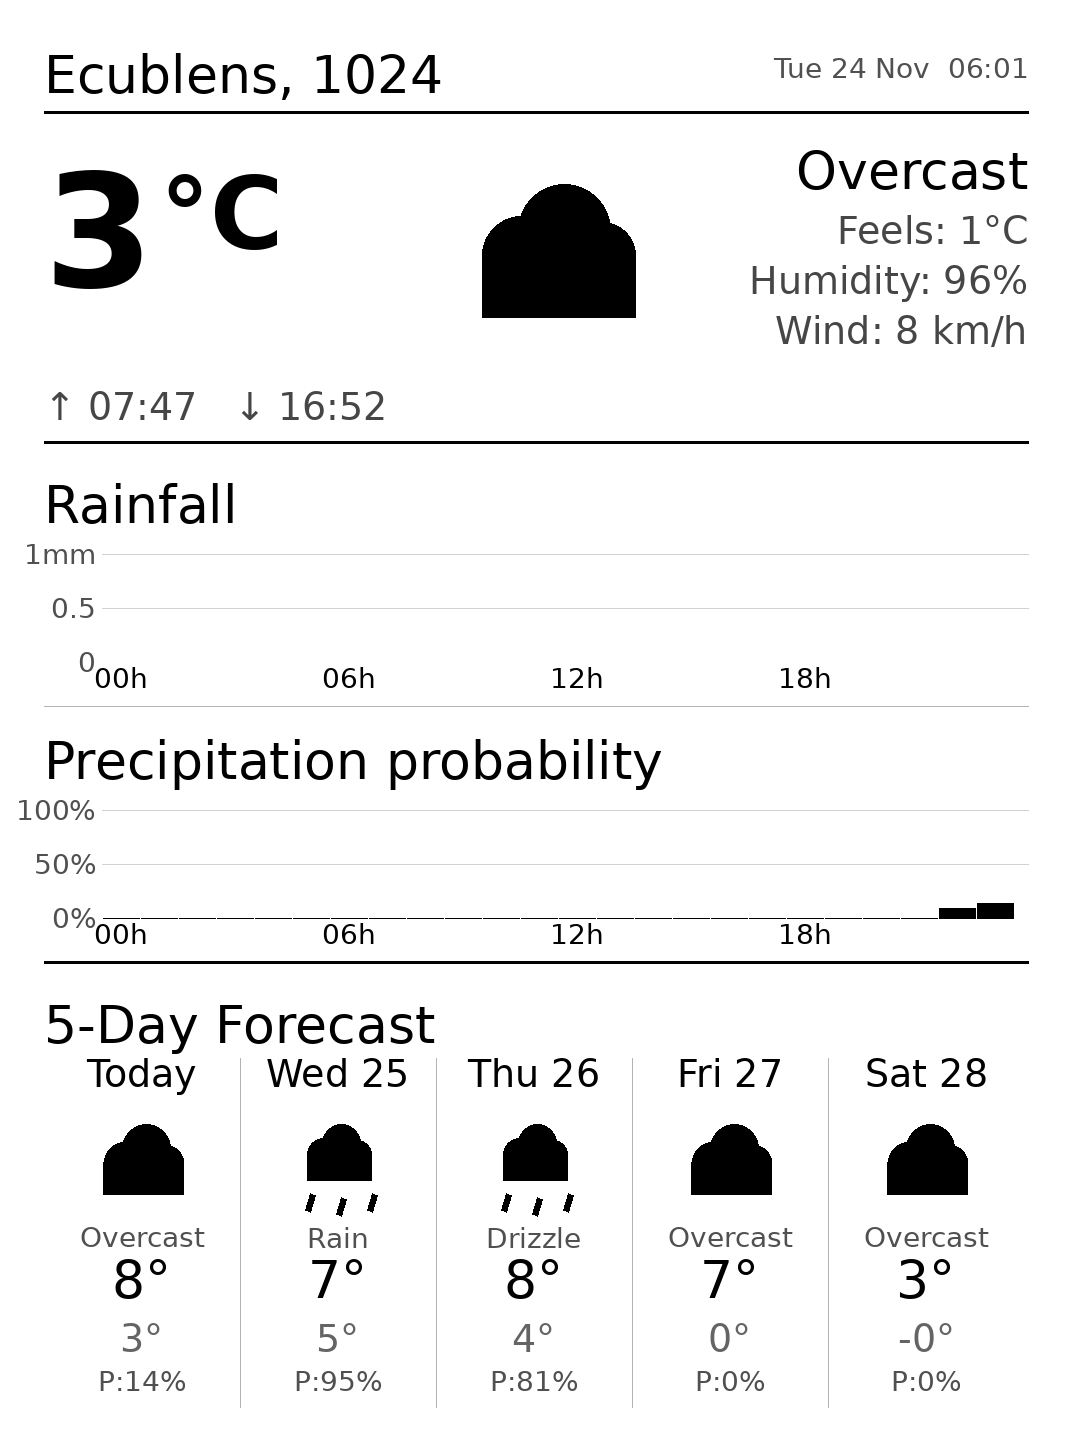 Ecublens, 1024
Tue 24 Nov 06:01
3°C
Overcast
Feels: 1°C
Humidity: 96%
Wind: 8 km/h
↑ 07:47 ↓ 16:52
Rainfall
1mm
0.5
0
00h 06h 12h 18h
Precipitation probability
100%
50%
0%
00h 06h 12h 18h
5-Day Forecast
Today Wed 25 Thu 26 Fri 27 Sat 28
Overcast Rain Drizzle Overcast Overcast
8° 7° 8° 7° 3°
3° 5° 4° 0° -0°
P:14% P:95% P:81% P:0% P:0%